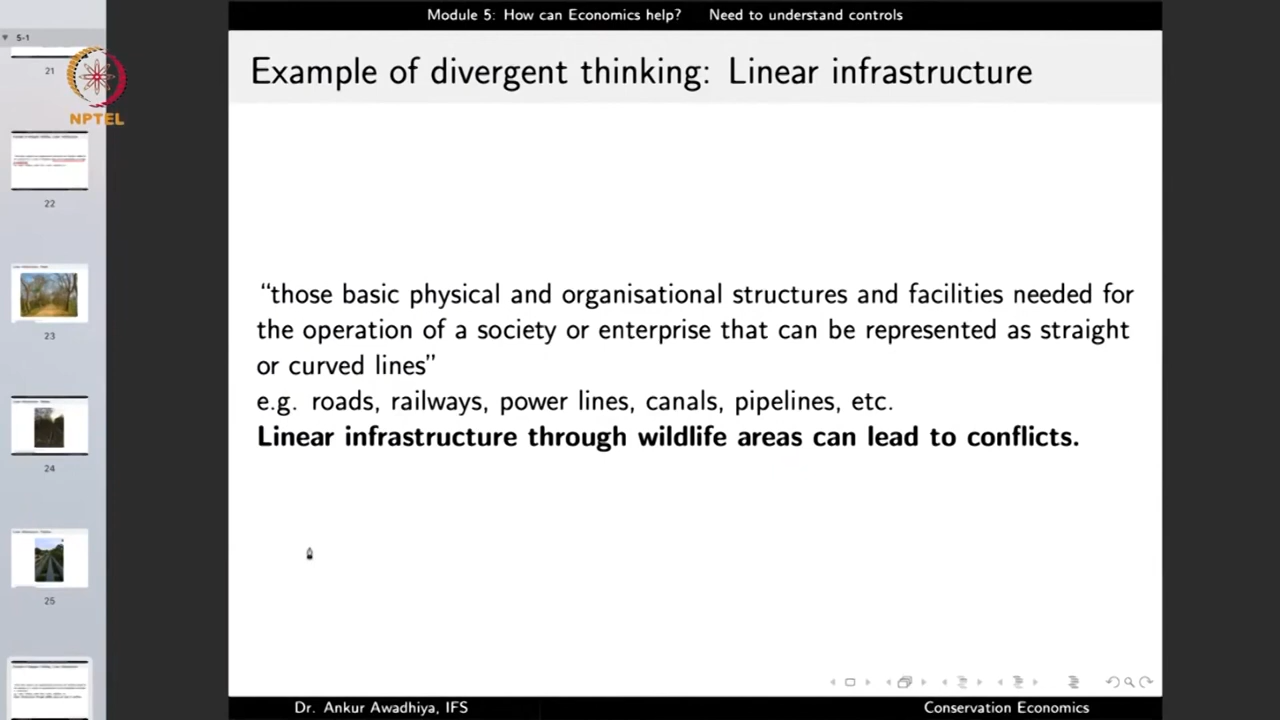 Module 5: How can Economics help? Need to understand controls
5-1
21
NPTEL
22
23
24
25
Example of divergent thinking: Linear infrastructure
“those basic physical and organisational structures and facilities needed for
the operation of a society or enterprise that can be represented as straight
or curved lines”
e.g. roads, railways, power lines, canals, pipelines, etc.
Linear infrastructure through wildlife areas can lead to conflicts.
Dr. Ankur Awadhiya, IFS
Conservation Economics